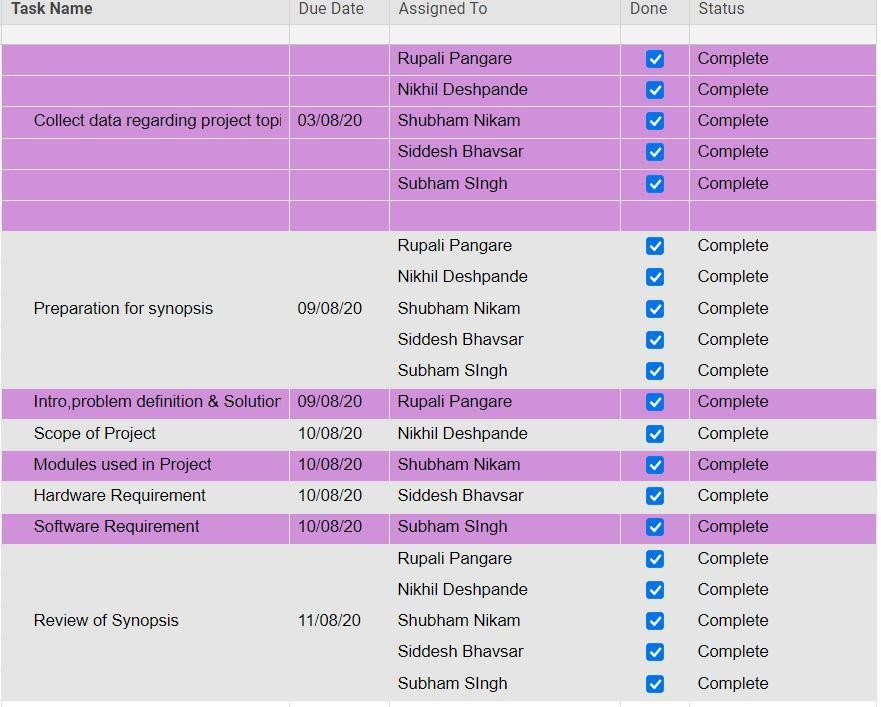 Task Name Due Date Assigned To Done Status
Rupali Pangare Complete
Nikhil Deshpande Complete
Collect data regarding project topi 03/08/20 Shubham Nikam Complete
Siddesh Bhavsar Complete
Subham SIngh Complete
Rupali Pangare Complete
Nikhil Deshpande Complete
Preparation for synopsis 09/08/20 Shubham Nikam Complete
Siddesh Bhavsar Complete
Subham SIngh Complete
Intro,problem definition & Solution 09/08/20 Rupali Pangare Complete
Scope of Project 10/08/20 Nikhil Deshpande Complete
Modules used in Project 10/08/20 Shubham Nikam Complete
Hardware Requirement 10/08/20 Siddesh Bhavsar Complete
Software Requirement 10/08/20 Subham SIngh Complete
Rupali Pangare Complete
Nikhil Deshpande Complete
Review of Synopsis 11/08/20 Shubham Nikam Complete
Siddesh Bhavsar Complete
Subham SIngh Complete